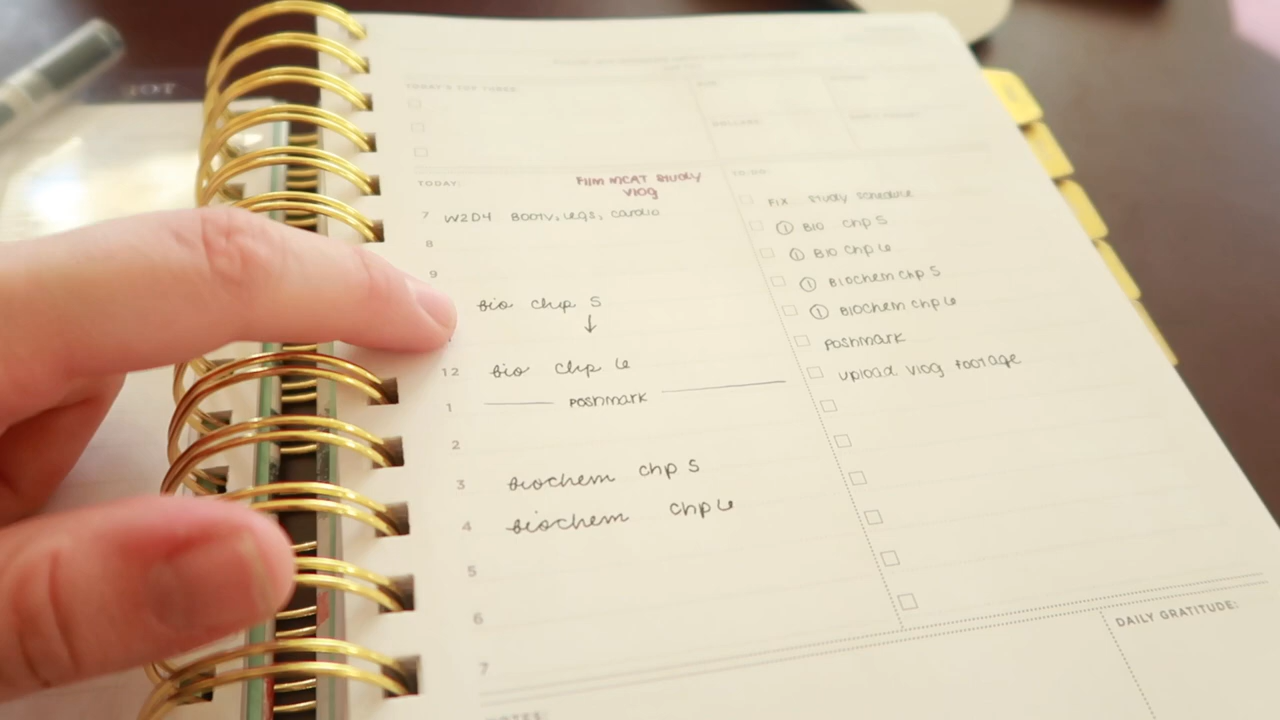 TODAY'S TOP THREE:
TODAY:
FILM MCAT STUDY
VLOG
7 W2D4 BOOTY, LEGS, CARDIO
8
9
bio chp 5
↓
12 bio chp 6
1 POSHMARK
2
3 biochem chp 5
4 biochem chp 6
5
6
7
NOTES:
TO DO:
FIX STUDY SCHEDULE
① BIO chp 5
① BIO chp 6
① BIOchem chp 5
① BIOchem chp 6
POSHMARK
upload vlog footage
DAILY GRATITUDE: